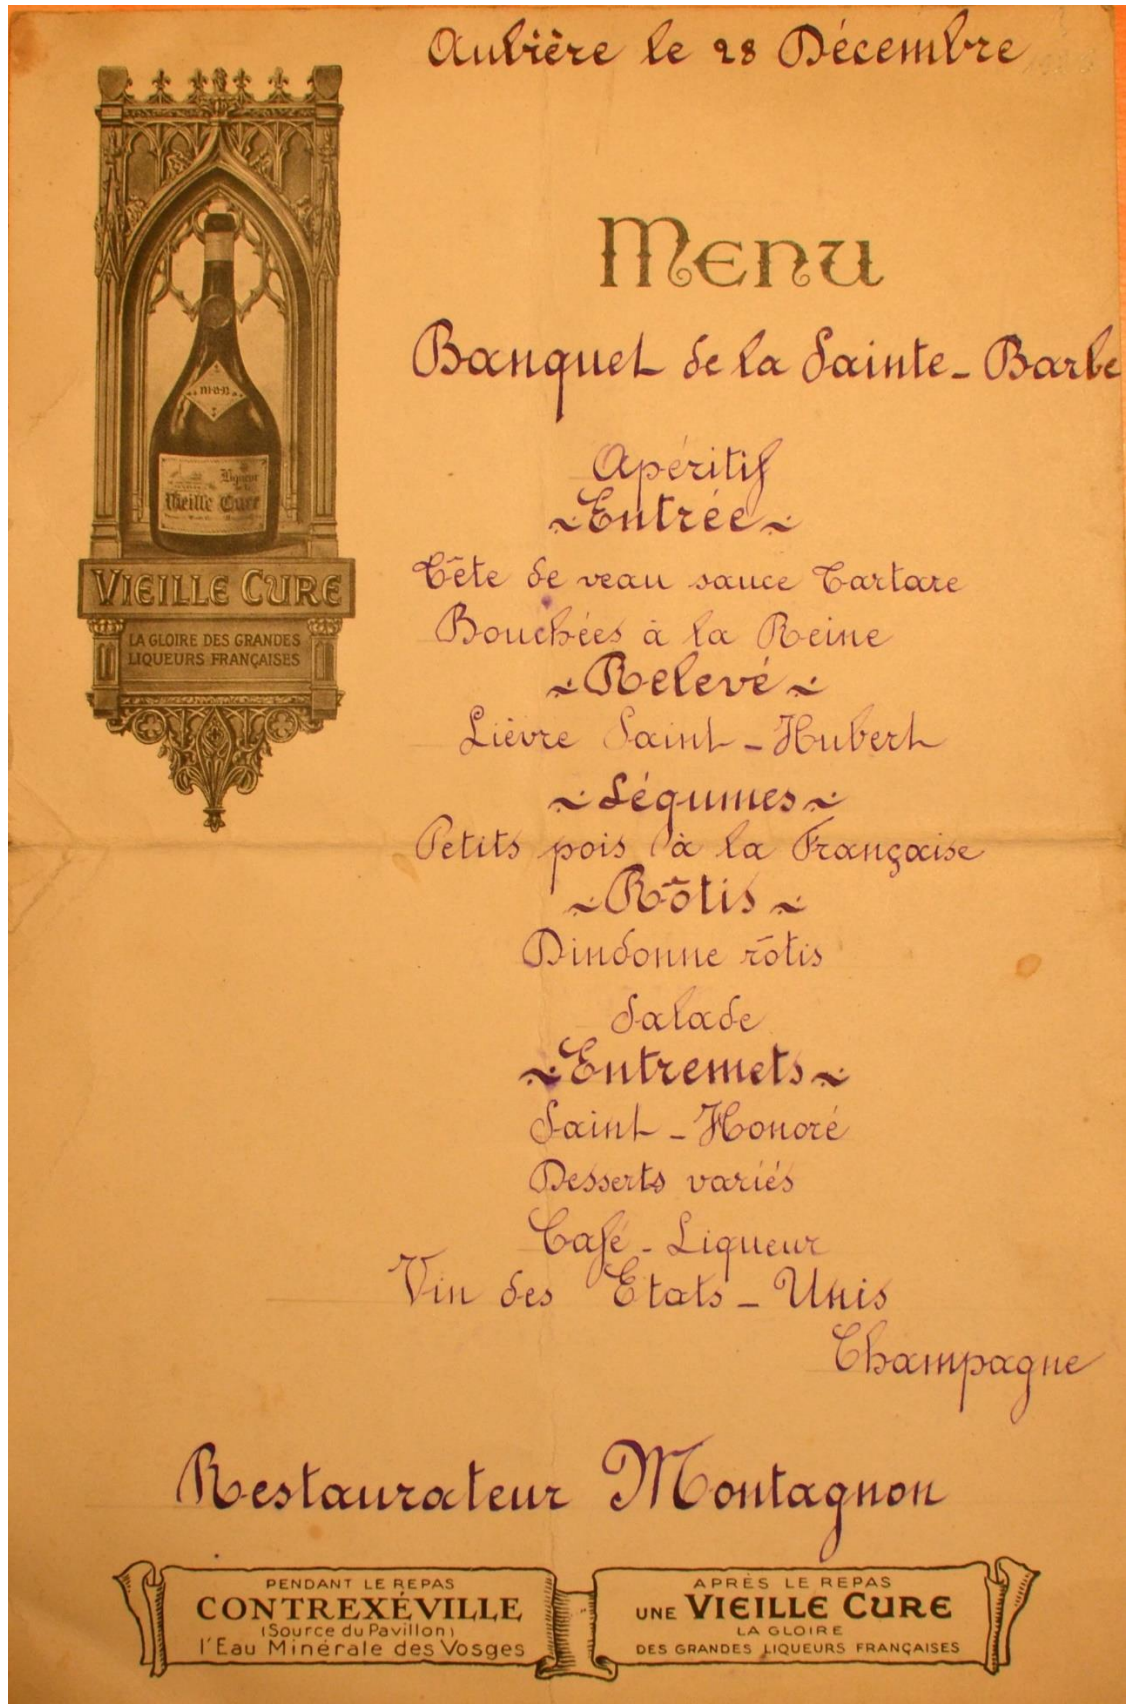 Aubière le 28 Décembre
Menu
Banquet de la Sainte-Barbe
Apéritif
~Entrée~
Tête de veau sauce Tartare
Bouchées à la Reine
~Relevé~
Lièvre Saint-Hubert
~Légumes~
Petits pois à la Française
~Rôtis~
Dindonne rôtis
Salade
~Entremets~
Saint-Honoré
Desserts variés
Café-Liqueur
Vin des Etats-Unis
Champagne
Restaurateur Montagnon
Liqueur
Vieille Cure
VIEILLE CURE
LA GLOIRE DES GRANDES
LIQUEURS FRANÇAISES
PENDANT LE REPAS
CONTREXÉVILLE
(Source du Pavillon)
l'Eau Minérale des Vosges
APRÈS LE REPAS
UNE VIEILLE CURE
LA GLOIRE
DES GRANDES LIQUEURS FRANÇAISES